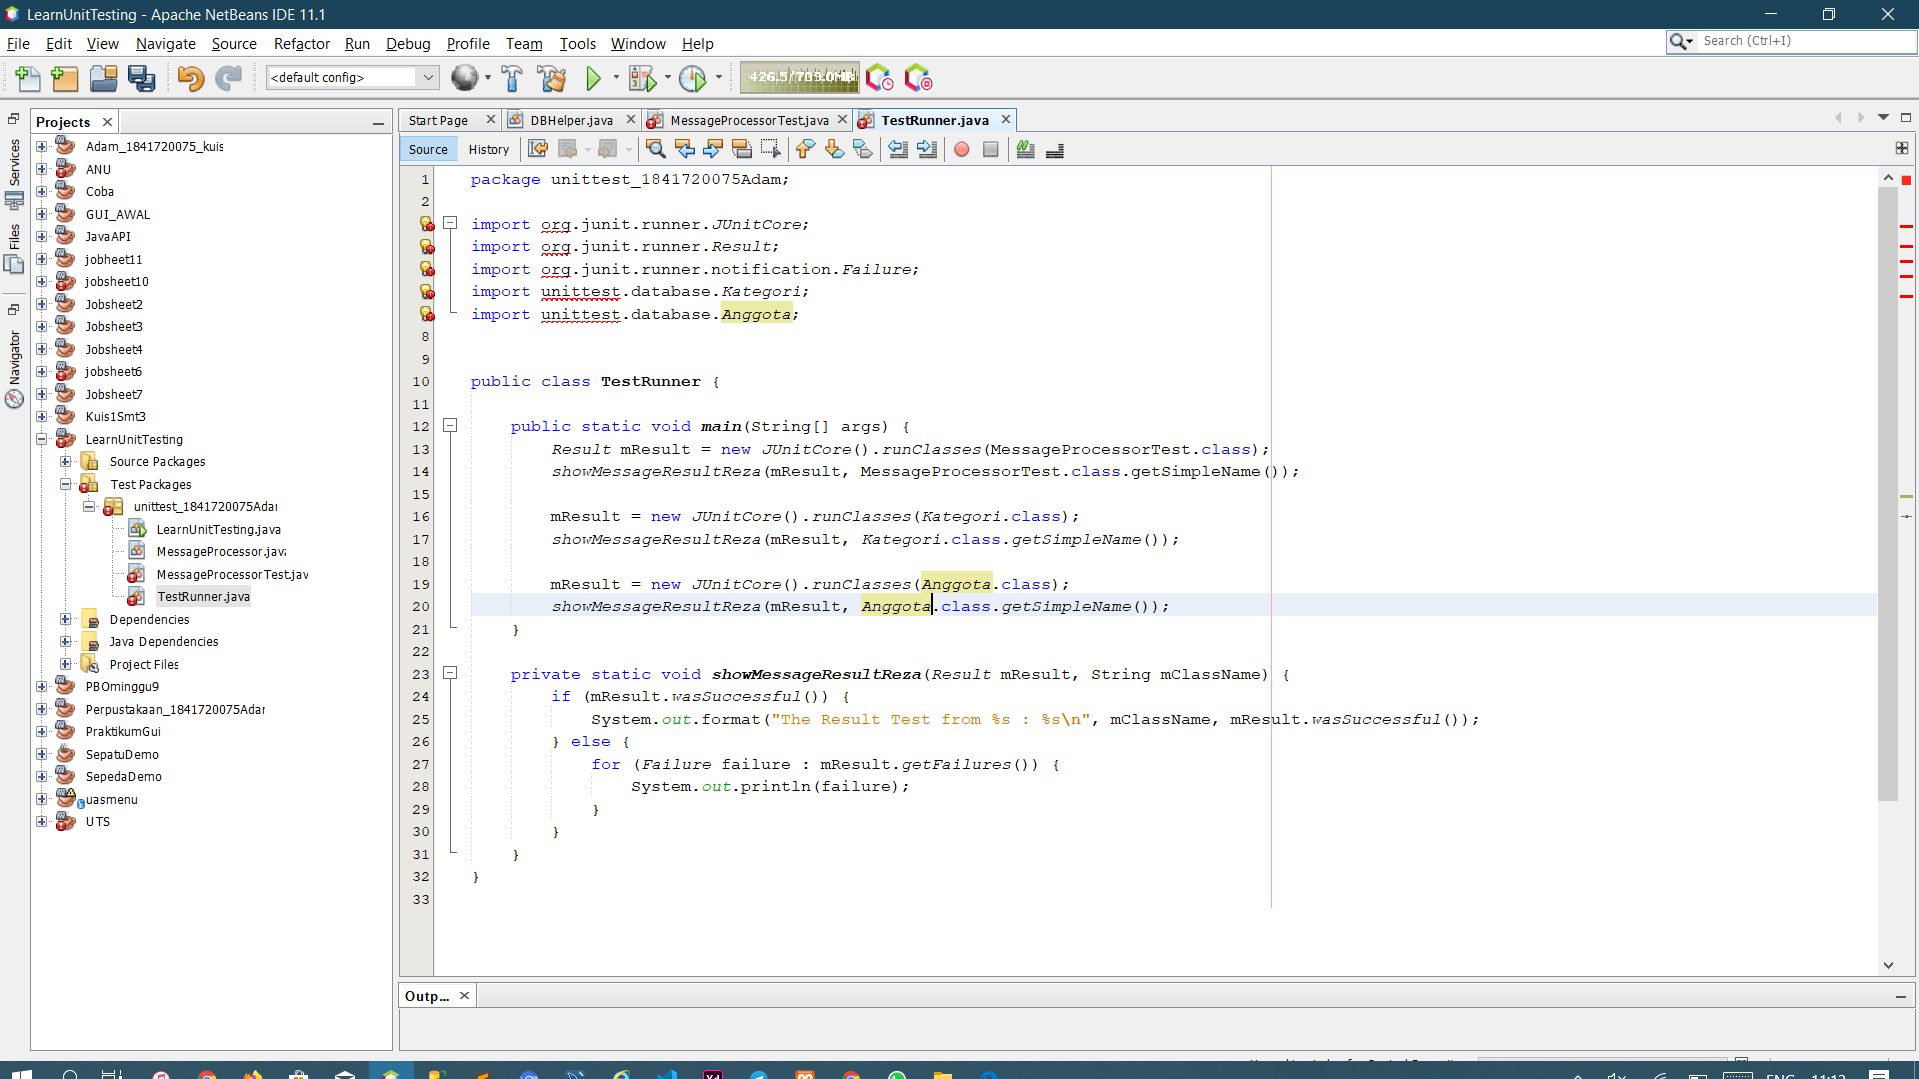 LearnUnitTesting - Apache NetBeans IDE 11.1
File Edit View Navigate Source Refactor Run Debug Profile Team Tools Window Help
Search (Ctrl+I)
<default config>
426.5/709.0MB
Services
Files
Navigator
Projects
Adam_1841720075_kuis
ANU
Coba
GUI_AWAL
JavaAPI
jobheet11
jobsheet10
Jobsheet2
Jobsheet3
Jobsheet4
jobsheet6
Jobsheet7
Kuis1Smt3
LearnUnitTesting
Source Packages
Test Packages
unittest_1841720075Adar
LearnUnitTesting.java
MessageProcessor.java
MessageProcessorTest.jav
TestRunner.java
Dependencies
Java Dependencies
Project Files
PBOminggu9
Perpustakaan_1841720075Adar
PraktikumGui
SepatuDemo
SepedaDemo
uasmenu
UTS
Start Page DBHelper.java MessageProcessorTest.java TestRunner.java
Source History
1 package unittest_1841720075Adam;
2
import org.junit.runner.JUnitCore;
import org.junit.runner.Result;
import org.junit.runner.notification.Failure;
import unittest.database.Kategori;
import unittest.database.Anggota;
8
9
10 public class TestRunner {
11
12 public static void main(String[] args) {
13 Result mResult = new JUnitCore().runClasses(MessageProcessorTest.class);
14 showMessageResultReza(mResult, MessageProcessorTest.class.getSimpleName());
15
16 mResult = new JUnitCore().runClasses(Kategori.class);
17 showMessageResultReza(mResult, Kategori.class.getSimpleName());
18
19 mResult = new JUnitCore().runClasses(Anggota.class);
20 showMessageResultReza(mResult, Anggota.class.getSimpleName());
21 }
22
23 private static void showMessageResultReza(Result mResult, String mClassName) {
24 if (mResult.wasSuccessful()) {
25 System.out.format("The Result Test from %s : %s\n", mClassName, mResult.wasSuccessful());
26 } else {
27 for (Failure failure : mResult.getFailures()) {
28 System.out.println(failure);
29 }
30 }
31 }
32 }
33
Outp...